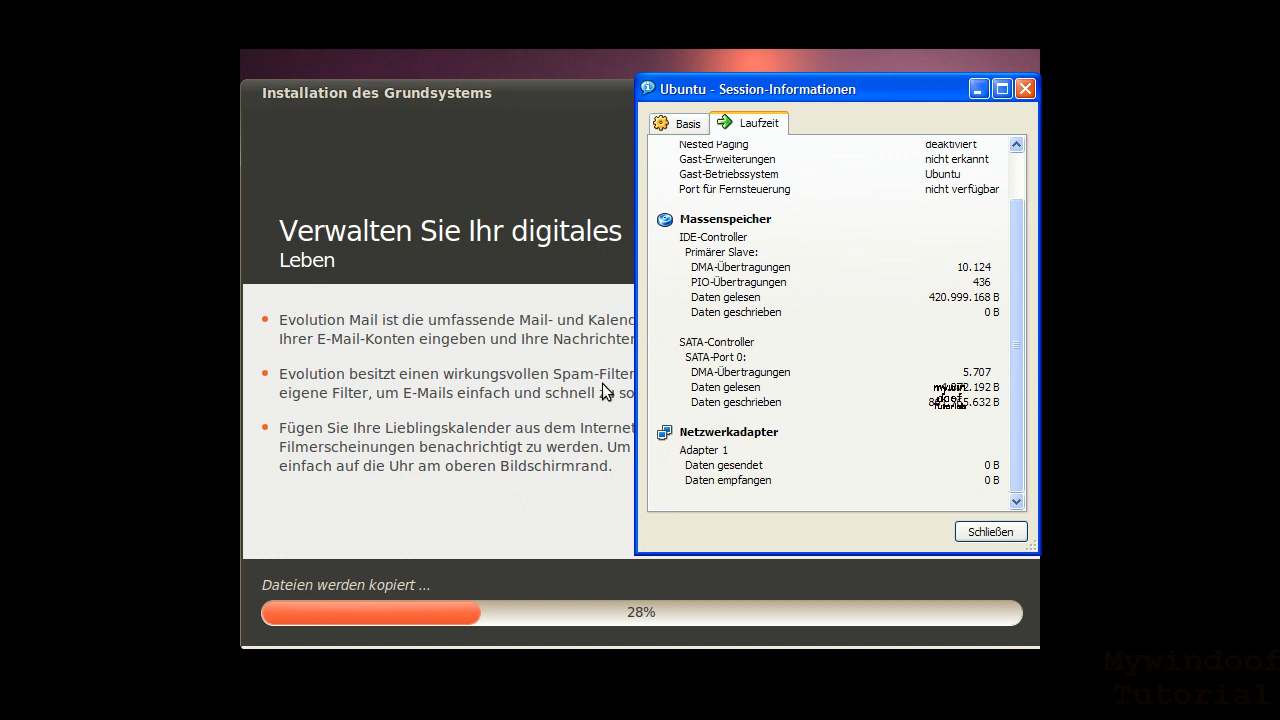 Installation des Grundsystems
Verwalten Sie Ihr digitales
Leben
Evolution Mail ist die umfassende Mail- und
Ihrer E-Mail-Konten eingeben und Ihre Nachrichten
Evolution besitzt einen wirkungsvollen Spam-Filter
eigene Filter, um E-Mails einfach und schnell zu
Fügen Sie Ihre Lieblingskalender aus dem Internet
Filmerscheinungen benachrichtigt zu werden. Um
einfach auf die Uhr am oberen Bildschirmrand.
Dateien werden kopiert ...
28%
Ubuntu - Session-Informationen
Basis Laufzeit
Nested Paging deaktiviert
Gast-Erweiterungen nicht erkannt
Gast-Betriebssystem Ubuntu
Port für Fernsteuerung nicht verfügbar
Massenspeicher
IDE-Controller
Primärer Slave:
DMA-Übertragungen 10.124
PIO-Übertragungen 436
Daten gelesen 420.999.168 B
Daten geschrieben 0 B
SATA-Controller
SATA-Port 0:
DMA-Übertragungen 5.707
Daten gelesen B
Daten geschrieben B
Netzwerkadapter
Adapter 1
Daten gesendet 0 B
Daten empfangen 0 B
Schließen
Mywindoof
Tutorial